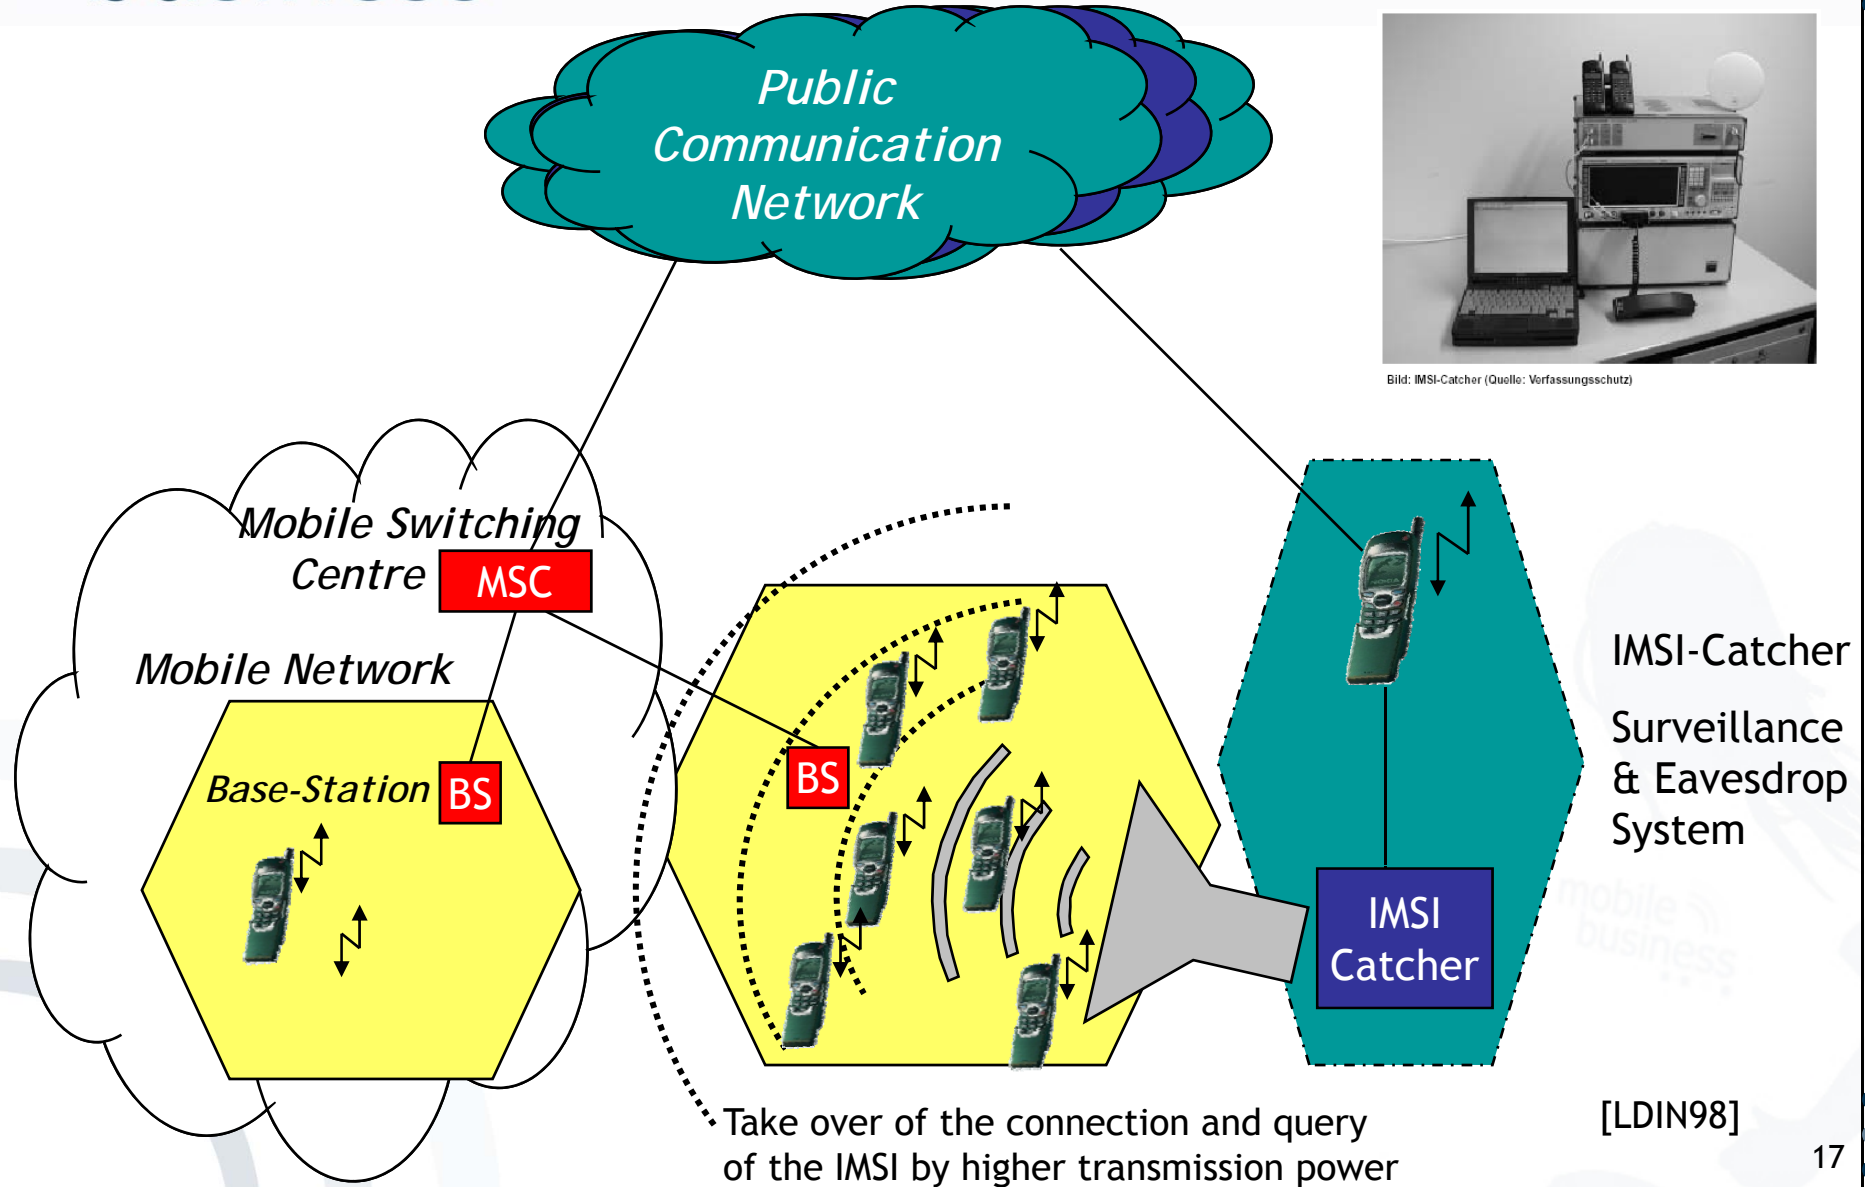 Public
Communication
Network
Bild: IMSI-Catcher (Quelle: Verfassungsschutz)
Mobile Switching
Centre
MSC
Mobile Network
Base-Station
BS
BS
IMSI
Catcher
IMSI-Catcher
Surveillance
& Eavesdrop
System
mobile
business
Take over of the connection and query
of the IMSI by higher transmission power
[LDIN98]
17